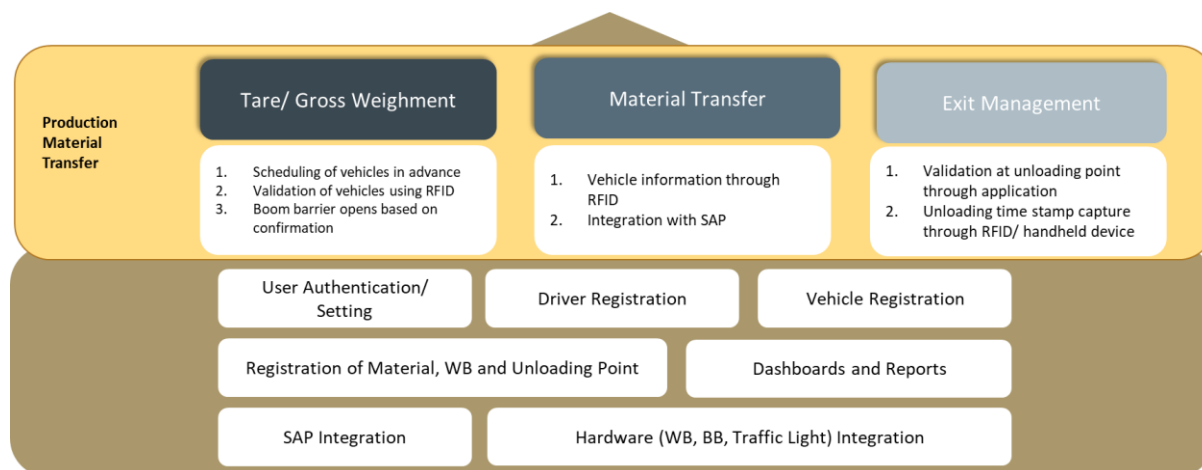 Production
Material
Transfer
Tare/ Gross Weighment
1. Scheduling of vehicles in advance
2. Validation of vehicles using RFID
3. Boom barrier opens based on
confirmation
Material Transfer
1. Vehicle information through
RFID
2. Integration with SAP
Exit Management
1. Validation at unloading point
through application
2. Unloading time stamp capture
through RFID/ handheld device
User Authentication/
Setting
Driver Registration
Vehicle Registration
Registration of Material, WB and Unloading Point
Dashboards and Reports
SAP Integration
Hardware (WB, BB, Traffic Light) Integration